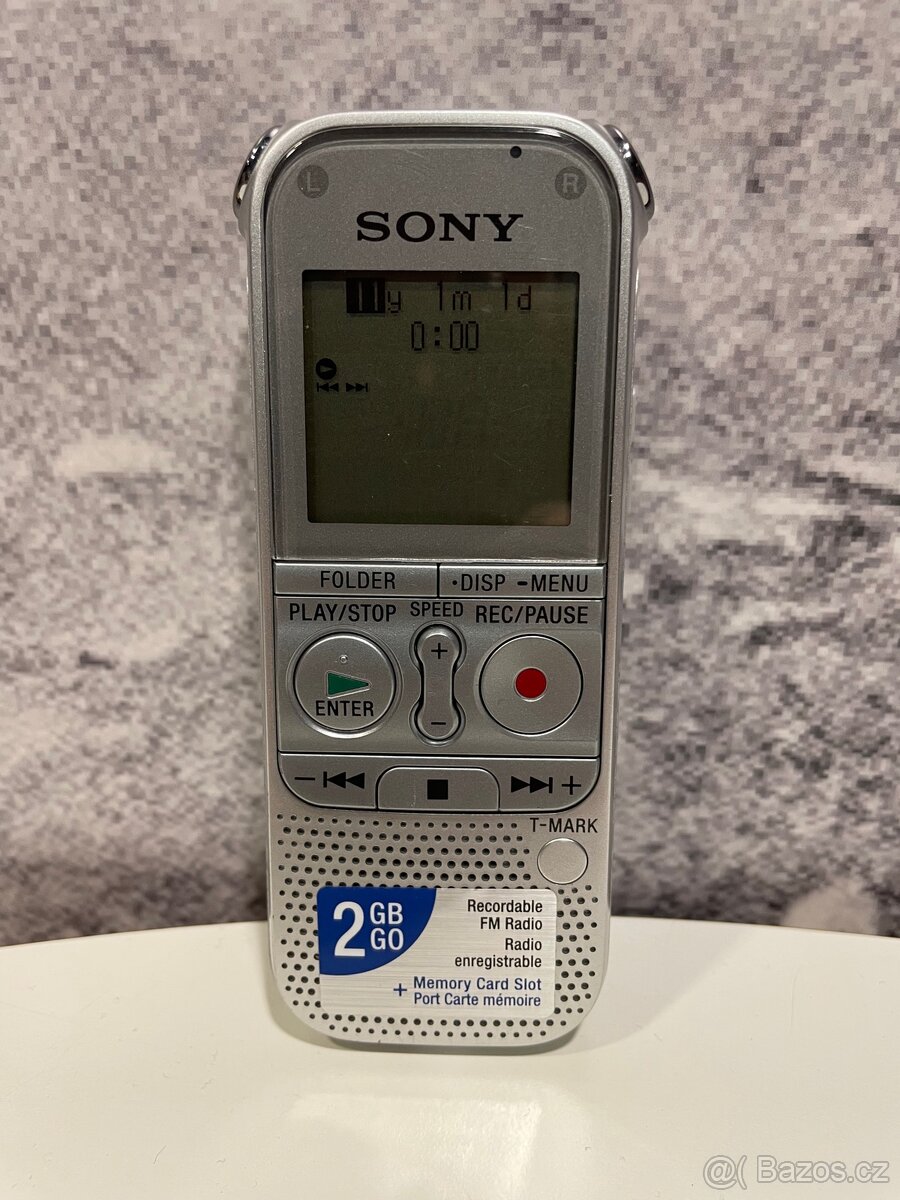 L R
SONY
11y 1m 1d
0:00
FOLDER •DISP -MENU
PLAY/STOP SPEED REC/PAUSE
+
ENTER
-
- +
T-MARK
2 GB
GO
Recordable
FM Radio
Radio
enregistrable
+ Memory Card Slot
Port Carte mémoire
@( Bazos.cz